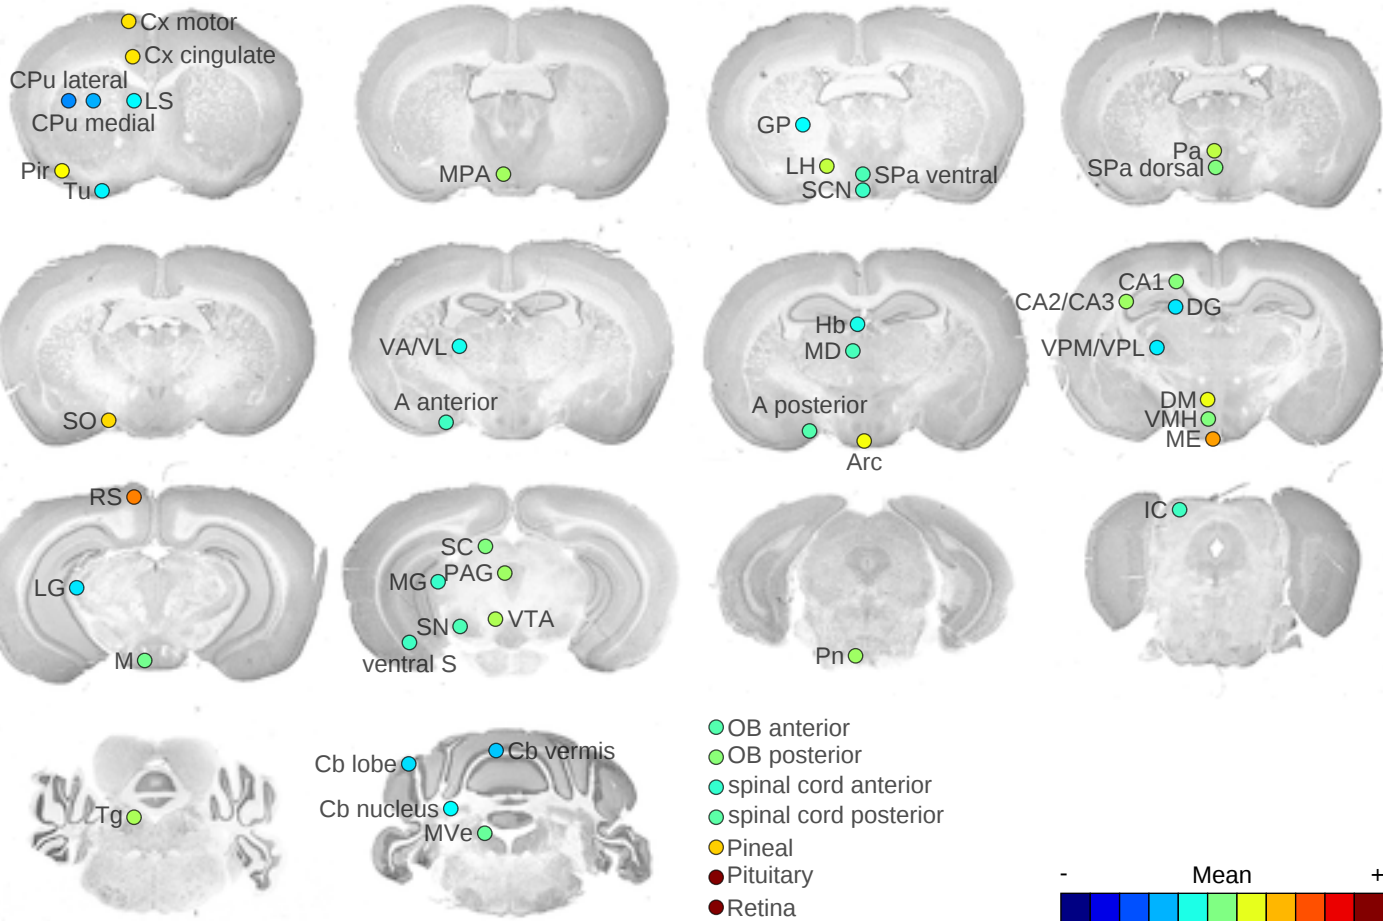 Cx motor
Cx cingulate
CPu lateral
LS
CPu medial
Pir
Tu
MPA
GP
LH
SPa ventral
SCN
Pa
SPa dorsal
SO
VA/VL
A anterior
Hb
MD
A posterior
Arc
CA1
CA2/CA3
DG
VPM/VPL
DM
VMH
ME
RS
LG
M
SC
MG
PAG
SN
VTA
ventral S
Pn
IC
Tg
Cb lobe
Cb vermis
Cb nucleus
MVe
OB anterior
OB posterior
spinal cord anterior
spinal cord posterior
Pineal
Pituitary
Retina
- Mean +